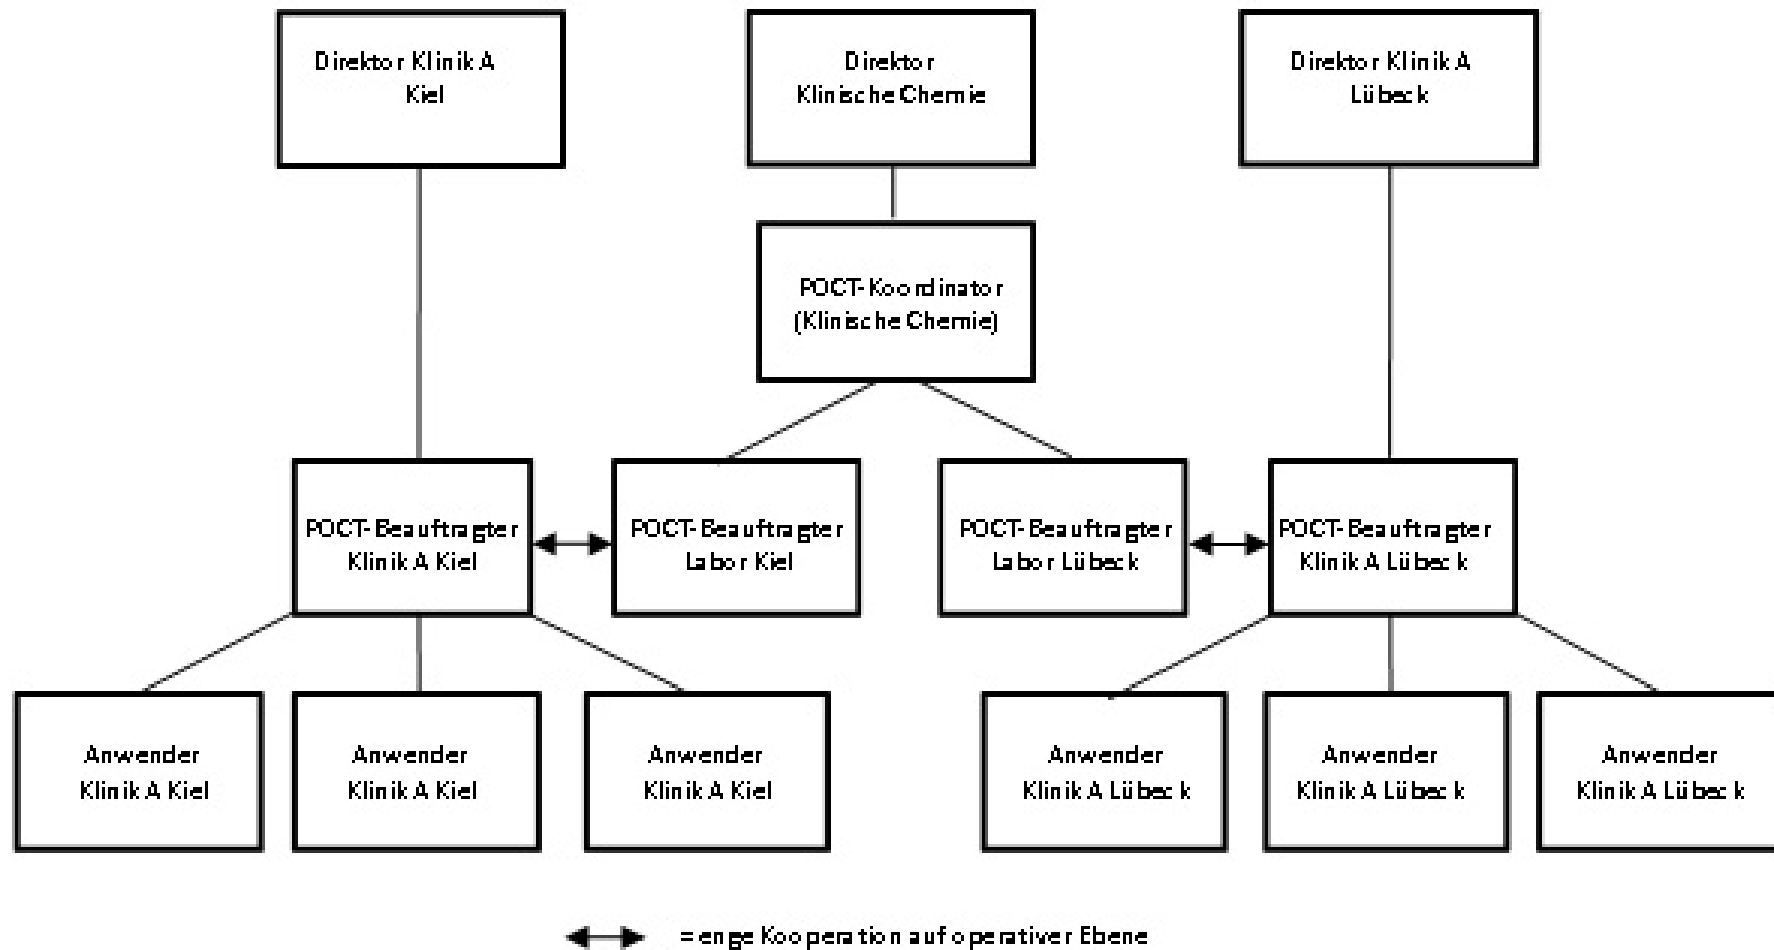 Direktor Klinik A
Kiel
Direktor
Klinische Chemie
Direktor Klinik A
Lübeck
POCT-Koordinator
(Klinische Chemie)
POCT-Beauftragter
Klinik A Kiel
POCT-Beauftragter
Labor Kiel
POCT-Beauftragter
Labor Lübeck
POCT-Beauftragter
Klinik A Lübeck
Anwender
Klinik A Kiel
Anwender
Klinik A Kiel
Anwender
Klinik A Kiel
Anwender
Klinik A Lübeck
Anwender
Klinik A Lübeck
Anwender
Klinik A Lübeck
= enge Kooperation auf operativer Ebene